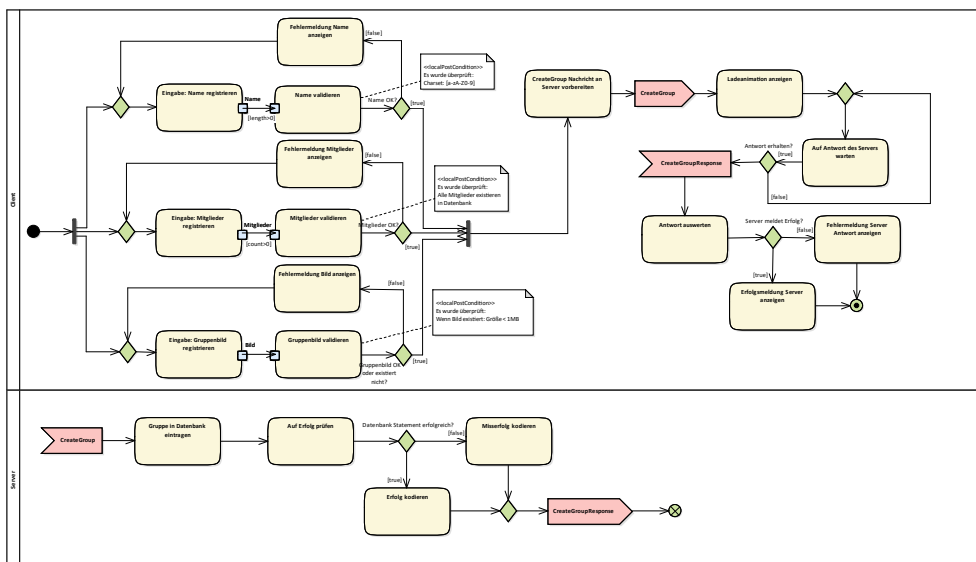 Client
Fehlermeldung Name
anzeigen
[false]
<<localPostCondition>>
Es wurde überprüft:
Charset: [a-zA-Z0-9]
Eingabe: Name registrieren
Name
[length>0]
Name validieren
Name OK?
[true]
Fehlermeldung Mitglieder
anzeigen
[false]
<<localPostCondition>>
Es wurde überprüft:
Alle Mitglieder existieren
in Datenbank
Eingabe: Mitglieder
registrieren
Mitglieder
[count>0]
Mitglieder validieren
Mitglieder OK?
[true]
Fehlermeldung Bild anzeigen
[false]
<<localPostCondition>>
Es wurde überprüft:
Wenn Bild existiert: Größe < 1MB
Eingabe: Gruppenbild
registrieren
Bild
Gruppenbild validieren
Gruppenbild OK
oder existiert
nicht?
[true]
CreateGroup Nachricht an
Server vorbereiten
CreateGroup
Ladeanimation anzeigen
Auf Antwort des Servers
warten
Antwort erhalten?
[true]
[false]
CreateGroupResponse
Antwort auswerten
Server meldet Erfolg?
[false]
Fehlermeldung Server
Antwort anzeigen
[true]
Erfolgsmeldung Server
anzeigen
Server
CreateGroup
Gruppe in Datenbank
eintragen
Auf Erfolg prüfen
Datenbank Statement erfolgreich?
[false]
Misserfolg kodieren
[true]
Erfolg kodieren
CreateGroupResponse